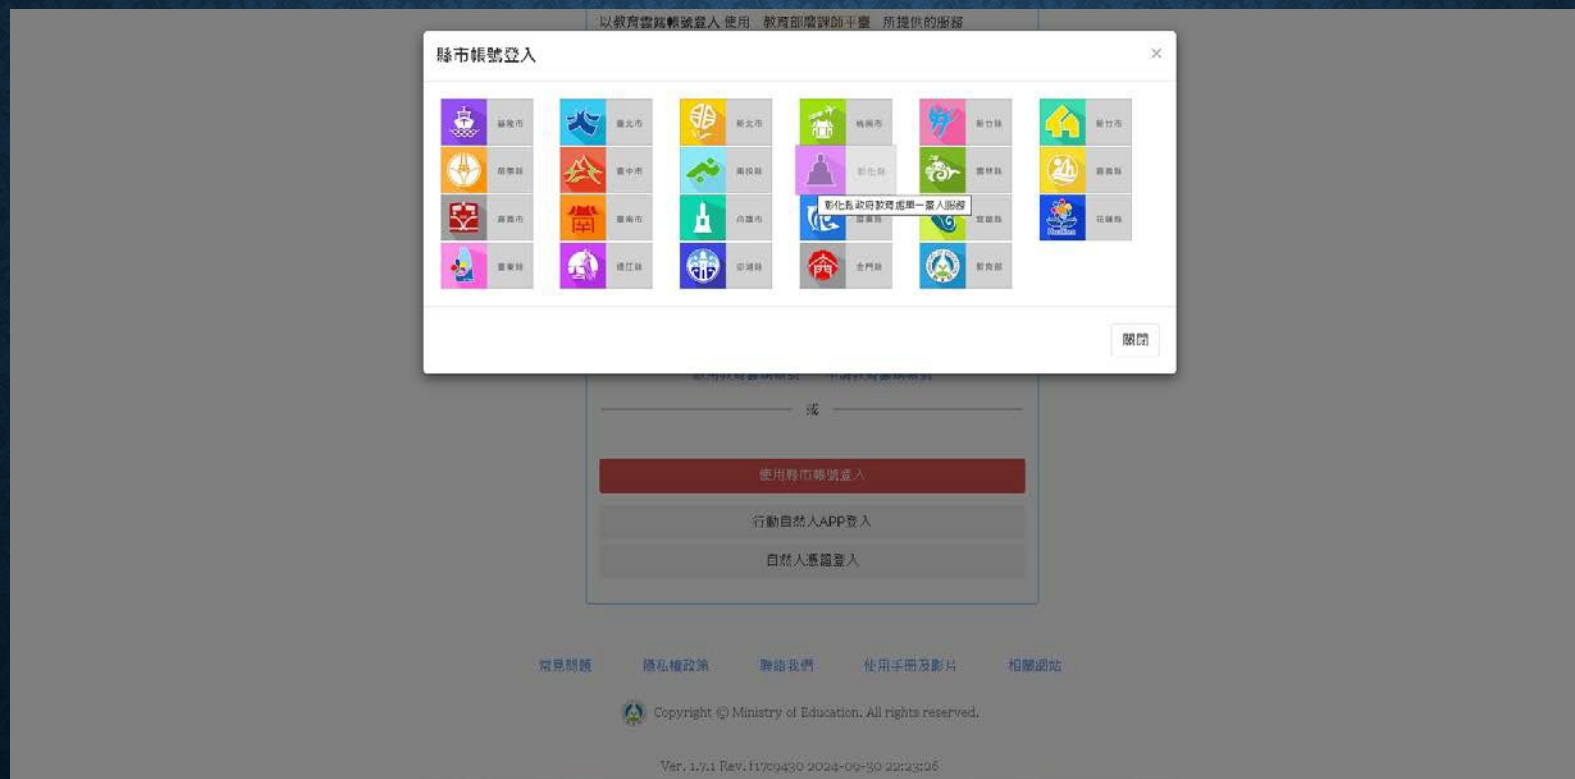 以教育雲端帳號登入 使用 教育部磨課師平臺 所提供的服務
縣市帳號登入
×
基隆市 臺北市 新北市 桃園市 新竹縣 新竹市
苗栗縣 臺中市 南投縣 彰化縣 雲林縣 嘉義縣
彰化縣政府教育處單一簽入服務
嘉義市 臺南市 高雄市 屏東縣 宜蘭縣 花蓮縣
臺東縣 連江縣 澎湖縣 金門縣 教育部
關閉
或
使用縣市帳號登入
行動自然人APP登入
自然人憑證登入
常見問題 隱私權政策 聯絡我們 使用手冊及影片 相關網站
Copyright © Ministry of Education. All rights reserved.
Ver. 1.7.1 Rev. f17c9430 2024-09-30 22:23:26